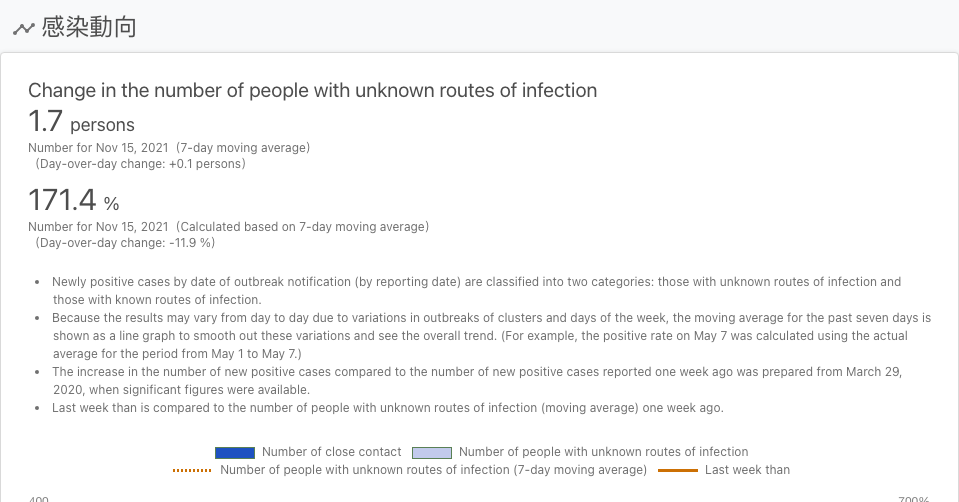 感染動向
Change in the number of people with unknown routes of infection
1.7 persons
Number for Nov 15, 2021 (7-day moving average)
(Day-over-day change: +0.1 persons)
171.4 %
Number for Nov 15, 2021 (Calculated based on 7-day moving average)
(Day-over-day change: -11.9 %)
• Newly positive cases by date of outbreak notification (by reporting date) are classified into two categories: those with unknown routes of infection and
those with known routes of infection.
• Because the results may vary from day to day due to variations in outbreaks of clusters and days of the week, the moving average for the past seven days is
shown as a line graph to smooth out these variations and see the overall trend. (For example, the positive rate on May 7 was calculated using the actual
average for the period from May 1 to May 7.)
• The increase in the number of new positive cases compared to the number of new positive cases reported one week ago was prepared from March 29,
2020, when significant figures were available.
• Last week than is compared to the number of people with unknown routes of infection (moving average) one week ago.
Number of close contact Number of people with unknown routes of infection
Number of people with unknown routes of infection (7-day moving average) Last week than
400 700%